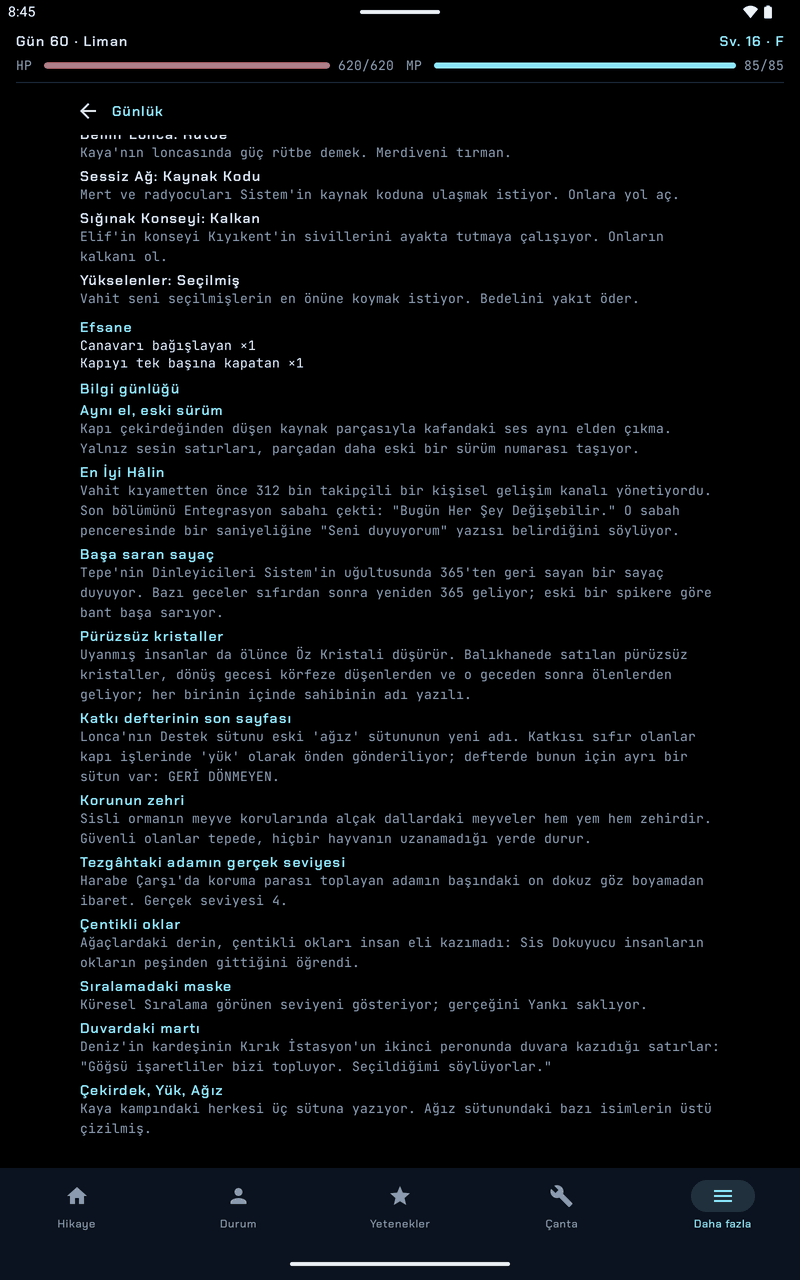 8:45
Gün 60 · Liman
Sv. 16 · F
HP 620/620 MP 85/85
Günlük
Demir Lonca: Rütbe
Kaya'nın loncasında güç rütbe demek. Merdiveni tırman.
Sessiz Ağ: Kaynak Kodu
Mert ve radyocuları Sistem'in kaynak koduna ulaşmak istiyor. Onlara yol aç.
Sığınak Konseyi: Kalkan
Elif'in konseyi Kıyıkent'in sivillerini ayakta tutmaya çalışıyor. Onların
kalkanı ol.
Yükselenler: Seçilmiş
Vahit seni seçilmişlerin en önüne koymak istiyor. Bedelini yakıt öder.
Efsane
Canavarı bağışlayan ×1
Kapıyı tek başına kapatan ×1
Bilgi günlüğü
Aynı el, eski sürüm
Kapı çekirdeğinden düşen kaynak parçasıyla kafandaki ses aynı elden çıkma.
Yalnız sesin satırları, parçadan daha eski bir sürüm numarası taşıyor.
En İyi Hâlin
Vahit kıyametten önce 312 bin takipçili bir kişisel gelişim kanalı yönetiyordu.
Son bölümünü Entegrasyon sabahı çekti: "Bugün Her Şey Değişebilir." O sabah
penceresinde bir saniyeliğine "Seni duyuyorum" yazısı belirdiğini söylüyor.
Başa saran sayaç
Tepe'nin Dinleyicileri Sistem'in uğultusunda 365'ten geri sayan bir sayaç
duyuyor. Bazı geceler sıfırdan sonra yeniden 365 geliyor; eski bir spikere göre
bant başa sarıyor.
Pürüzsüz kristaller
Uyanmış insanlar da ölünce Öz Kristali düşürür. Balıkhanede satılan pürüzsüz
kristaller, dönüş gecesi körfeze düşenlerden ve o geceden sonra ölenlerden
geliyor; her birinin içinde sahibinin adı yazılı.
Katkı defterinin son sayfası
Lonca'nın Destek sütunu eski 'ağız' sütununun yeni adı. Katkısı sıfır olanlar
kapı işlerinde 'yük' olarak önden gönderiliyor; defterde bunun için ayrı bir
sütun var: GERİ DÖNMEYEN.
Korunun zehri
Sisli ormanın meyve korularında alçak dallardaki meyveler hem yem hem zehirdir.
Güvenli olanlar tepede, hiçbir hayvanın uzanamadığı yerde durur.
Tezgâhtaki adamın gerçek seviyesi
Harabe Çarşı'da koruma parası toplayan adamın başındaki on dokuz göz boyamadan
ibaret. Gerçek seviyesi 4.
Çentikli oklar
Ağaçlardaki derin, çentikli okları insan eli kazımadı: Sis Dokuyucu insanların
okların peşinden gittiğini öğrendi.
Sıralamadaki maske
Küresel Sıralama görünen seviyeni gösteriyor; gerçeğini Yankı saklıyor.
Duvardaki martı
Deniz'in kardeşinin Kırık İstasyon'un ikinci peronunda duvara kazıdığı satırlar:
"Göğsü işaretliler bizi topluyor. Seçildiğimi söylüyorlar."
Çekirdek, Yük, Ağız
Kaya kampındaki herkesi üç sütuna yazıyor. Ağız sütunundaki bazı isimlerin üstü
çizilmiş.
Hikaye
Durum
Yetenekler
Çanta
Daha fazla